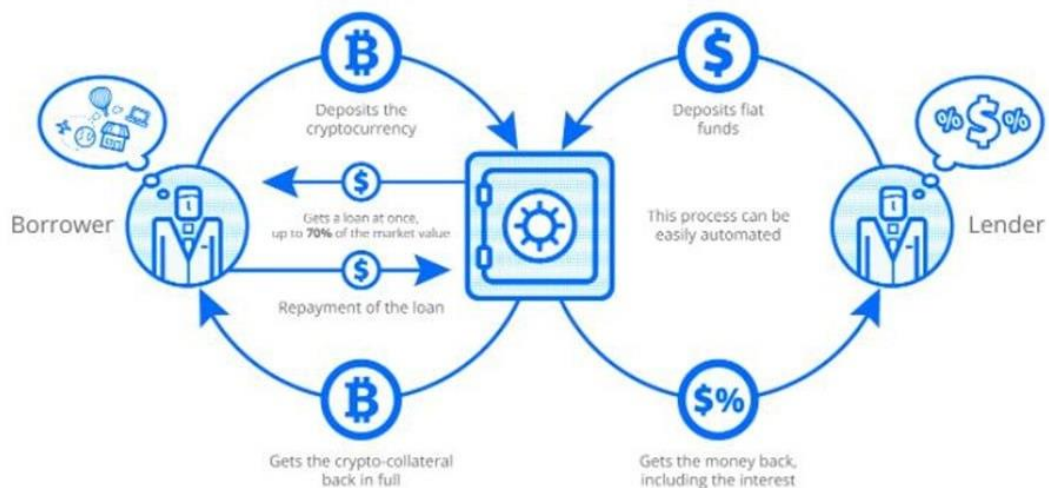 Deposits the
cryptocurrency
Deposits fiat
funds
Borrower
Gets a loan at once,
up to 70% of the market value
This process can be
easily automated
Lender
Repayment of the loan
Gets the crypto-collateral
back in full
Gets the money back,
including the interest
$
%$%
$
$
$%